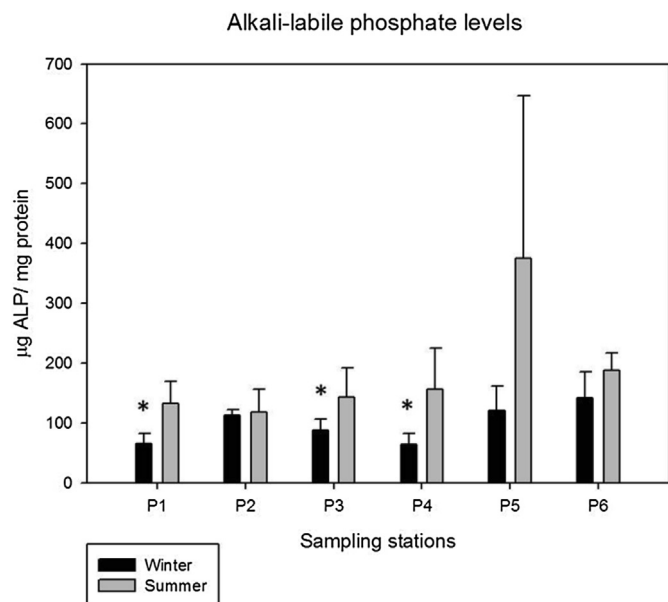 Alkali-labile phosphate levels
700
600
500
400
300
200
100
0
µg ALP/ mg protein
*
*
*
P1 P2 P3 P4 P5 P6
Sampling stations
Winter
Summer